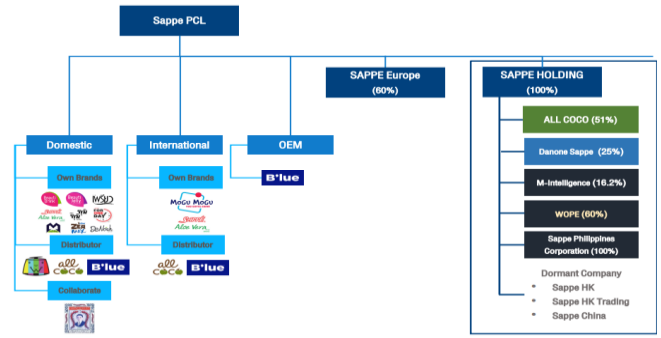 Sappe PCL
SAPPE Europe
(60%)
SAPPE HOLDING
(100%)
Domestic
International
OEM
ALL COCO (51%)
Danone Sappe (25%)
M-Intelligence (16.2%)
WOPE (60%)
Sappe Philippines
Corporation (100%)
Dormant Company
• Sappe HK
• Sappe HK Trading
• Sappe China
Own Brands
Aloe Vera
Distributor
all coco
B'lue
Collaborate
Own Brands
MOGU MOGU
Aloe Vera
Distributor
all coco
B'lue
B'lue